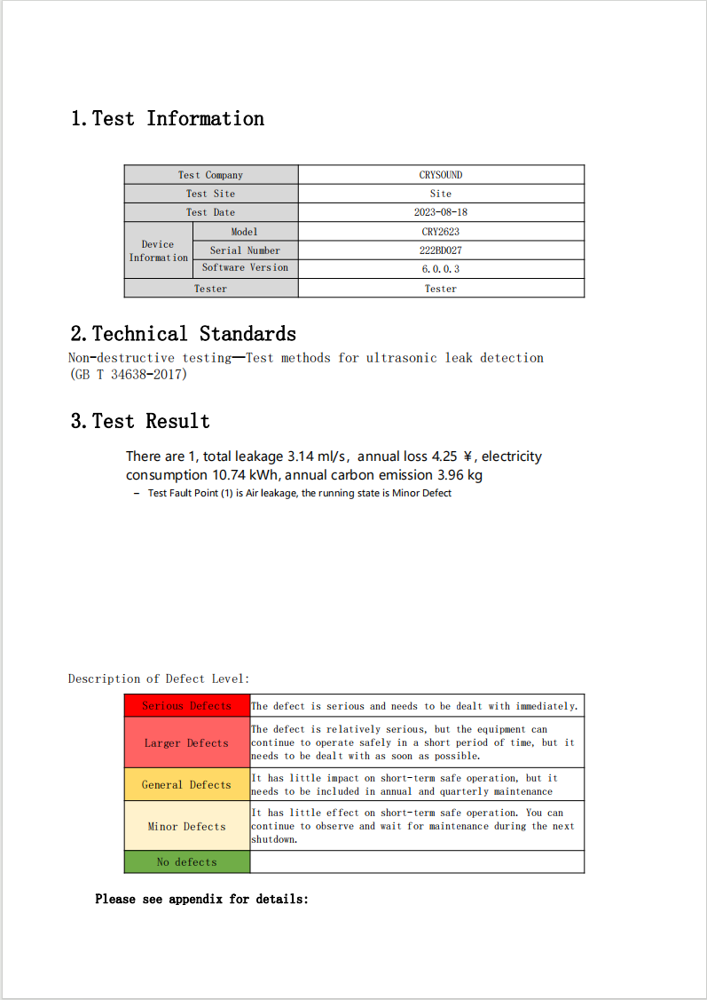 1.Test Information
Test Company CRYSOUND
Test Site Site
Test Date 2023-08-18
Device Information Model CRY2623
Serial Number 222BD027
Software Version 6.0.0.3
Tester Tester
2.Technical Standards
Non-destructive testing—Test methods for ultrasonic leak detection
(GB T 34638-2017)
3.Test Result
There are 1, total leakage 3.14 ml/s, annual loss 4.25 ¥, electricity
consumption 10.74 kWh, annual carbon emission 3.96 kg
– Test Fault Point (1) is Air leakage, the running state is Minor Defect
Description of Defect Level:
Serious Defects The defect is serious and needs to be dealt with immediately.
Larger Defects The defect is relatively serious, but the equipment can
continue to operate safely in a short period of time, but it
needs to be dealt with as soon as possible.
General Defects It has little impact on short-term safe operation, but it
needs to be included in annual and quarterly maintenance
Minor Defects It has little effect on short-term safe operation. You can
continue to observe and wait for maintenance during the next
shutdown.
No defects
Please see appendix for details: